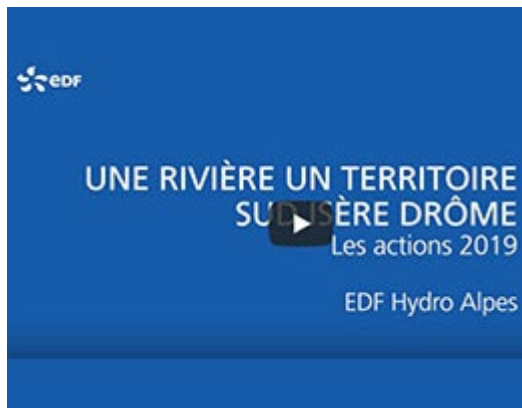 edf
UNE RIVIÈRE UN TERRITOIRE
SUD ISÈRE DRÔME
Les actions 2019
EDF Hydro Alpes